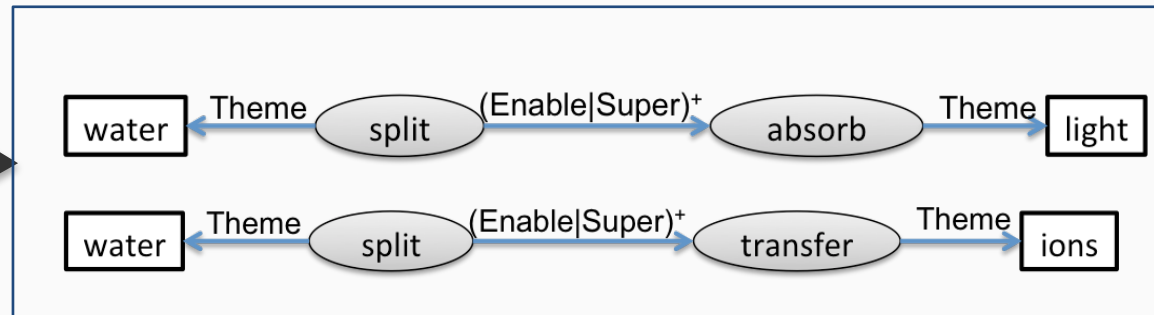 water Theme split (Enable|Super)+ absorb Theme light
water Theme split (Enable|Super)+ transfer Theme ions